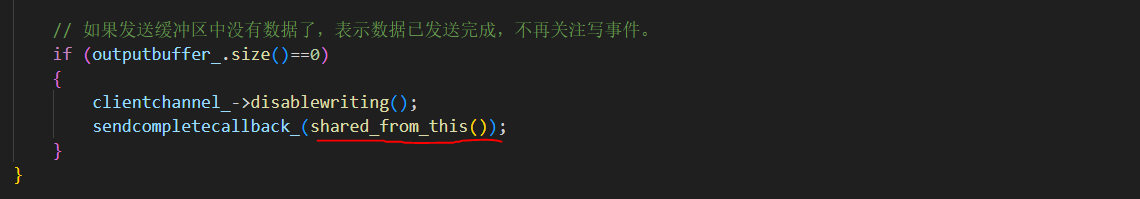 // 如果发送缓冲区中没有数据了，表示数据已发送完成，不再关注写事件。
if (outputbuffer_.size()==0)
{
clientchannel_->disablewriting();
sendcompletecallback_(shared_from_this());
}
}